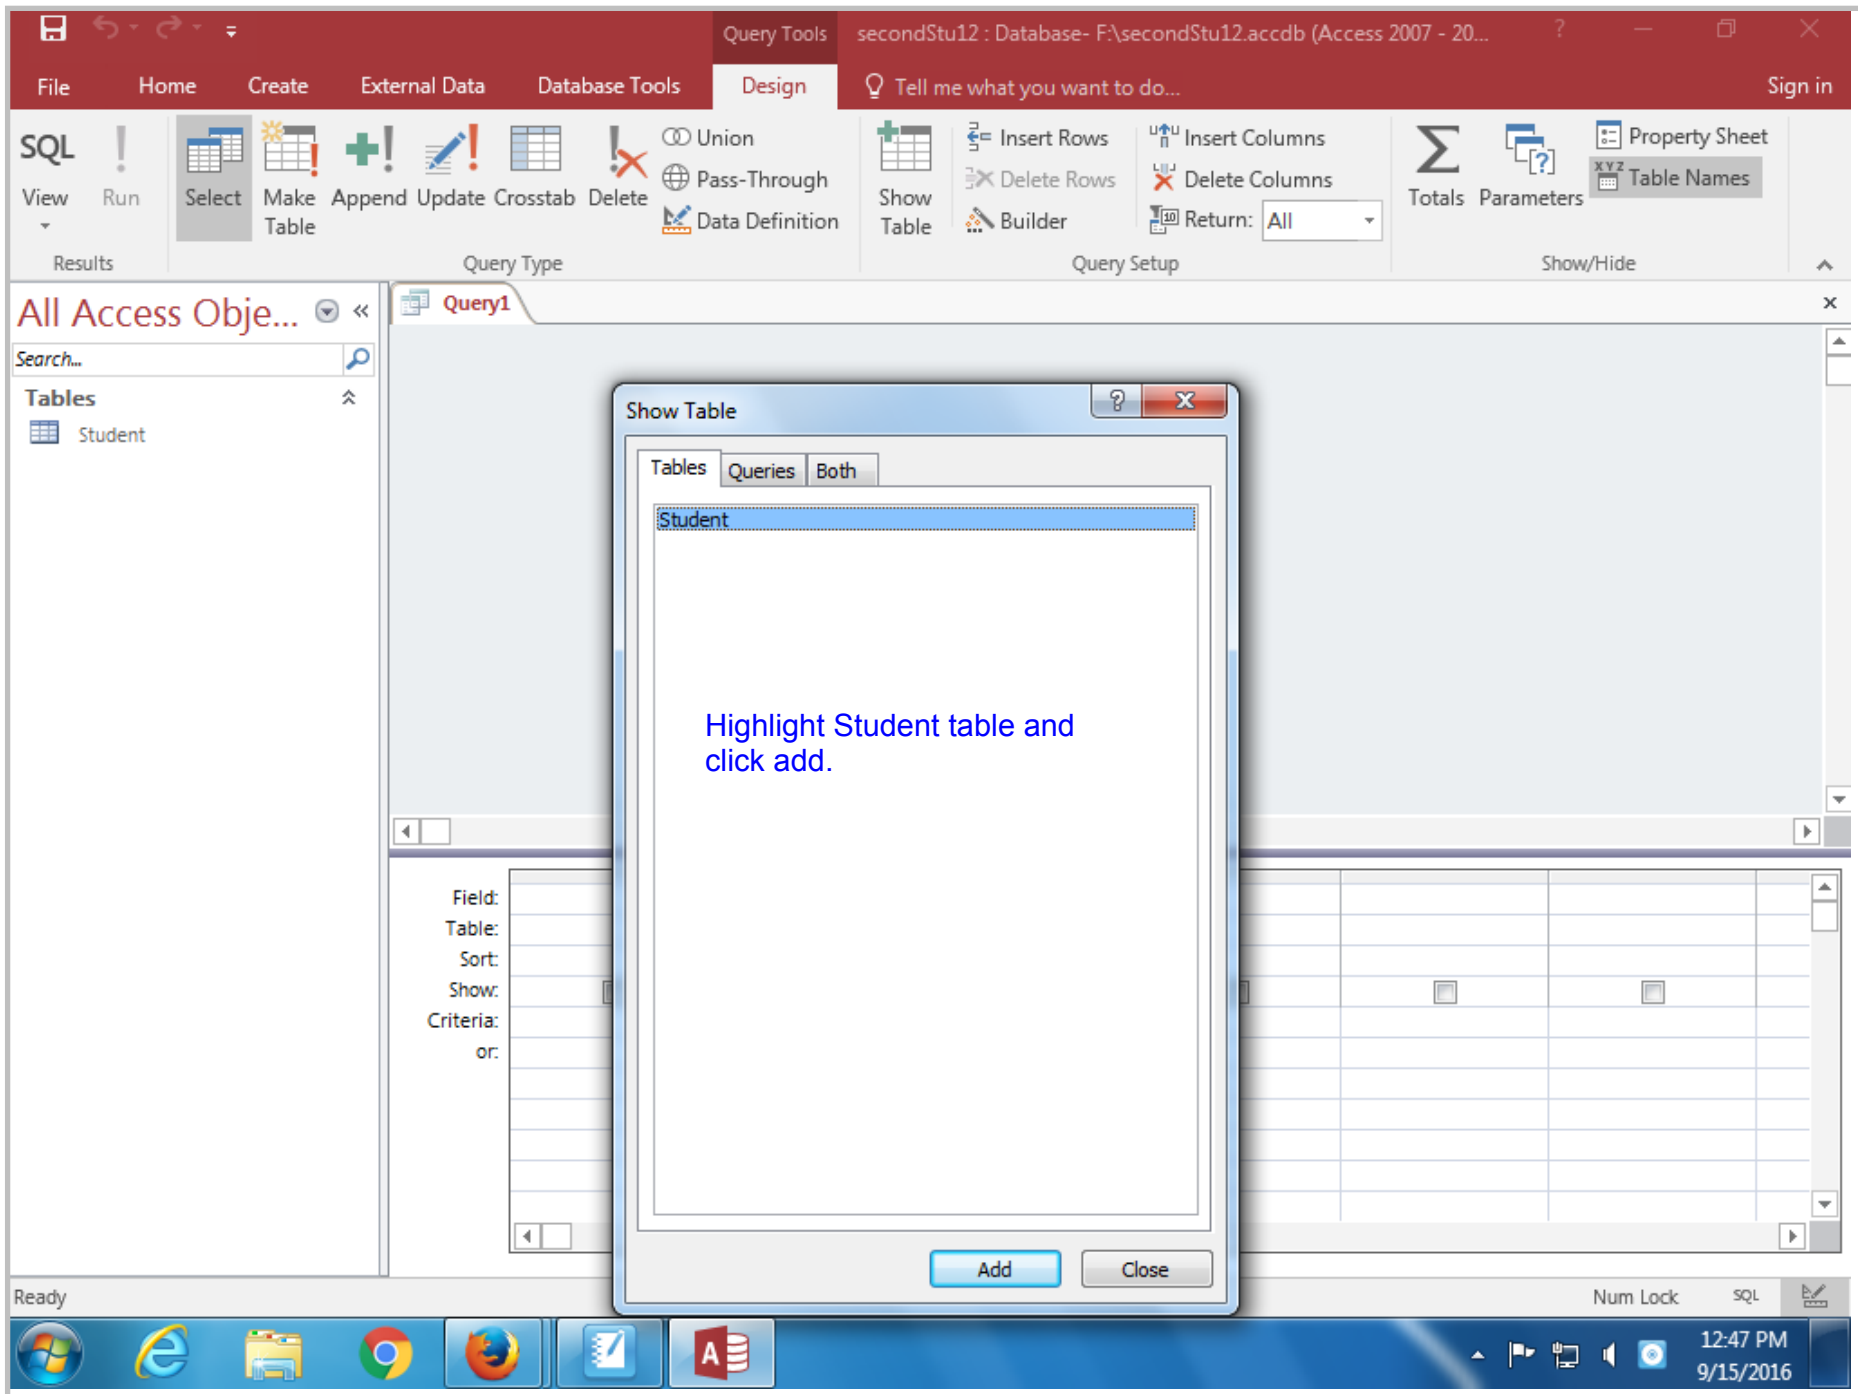 Query Tools
secondStu12 : Database- F:\secondStu12.accdb (Access 2007 - 20...
?
File
Home
Create
External Data
Database Tools
Design
Tell me what you want to do...
Sign in
SQL
View
Run
Results
Select
Make
Table
Append
Update
Crosstab
Delete
Union
Pass-Through
Data Definition
Query Type
Show
Table
Insert Rows
Delete Rows
Builder
Insert Columns
Delete Columns
Return: All
Query Setup
Totals
Parameters
Property Sheet
XYZ Table Names
Show/Hide
All Access Obje...
Search...
Tables
Student
Query1
Show Table
Tables
Queries
Both
Student
Highlight Student table and
click add.
Add
Close
Field:
Table:
Sort:
Show:
Criteria:
or:
Ready
Num Lock
SQL
12:47 PM
9/15/2016